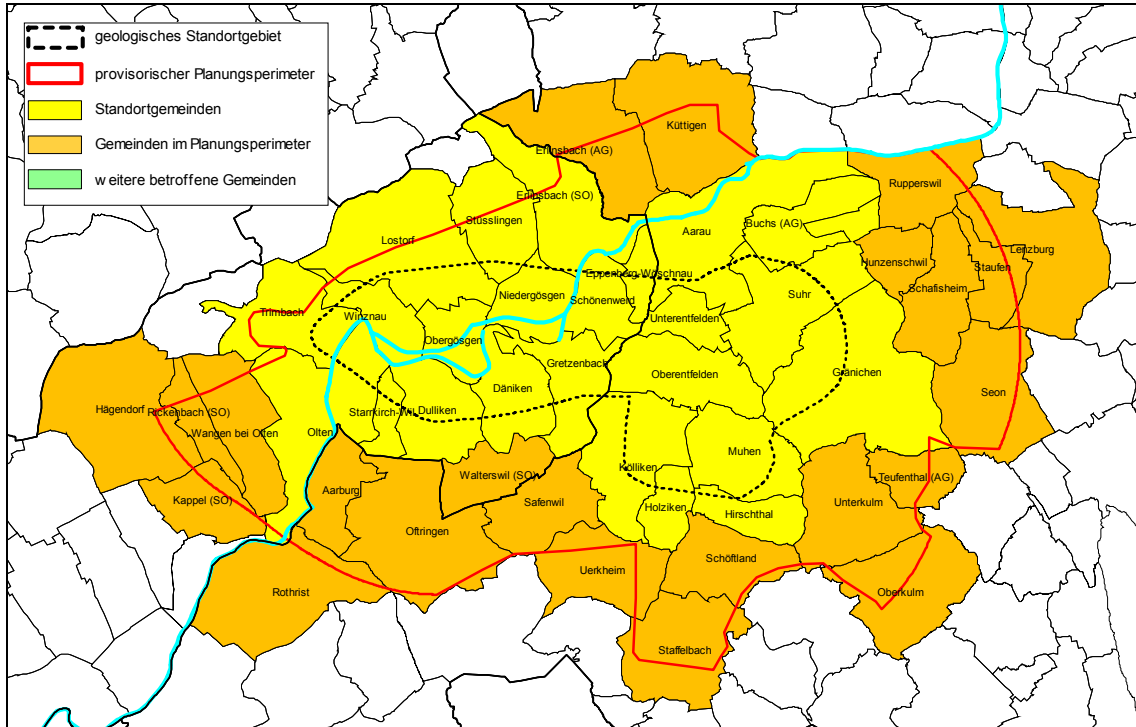 geologisches Standortgebiet
provisorischer Planungsperimeter
Standortgemeinden
Gemeinden im Planungsperimeter
weitere betroffene Gemeinden
Küttigen
Erlinsbach (AG)
Rupperswil
Erlinsbach (SO)
Stüsslingen
Buchs (AG)
Aarau
Lostorf
Lenzburg
Hunzenschwil
Staufen
Eppenberg-Wöschnau
Schafisheim
Niedergösgen
Suhr
Schönenwerd
Trimbach
Winznau
Unterentfelden
Obergösgen
Gretzenbach
Gränichen
Oberentfelden
Däniken
Seon
Hägendorf
Rickenbach (SO)
Starrkirch-Wil
Dulliken
Wangen bei Olten
Olten
Muhen
Kölliken
Walterswil (SO)
Teufenthal (AG)
Aarburg
Kappel (SO)
Safenwil
Unterkulm
Holziken
Hirschthal
Oftringen
Schöftland
Uerkheim
Rothrist
Oberkulm
Staffelbach